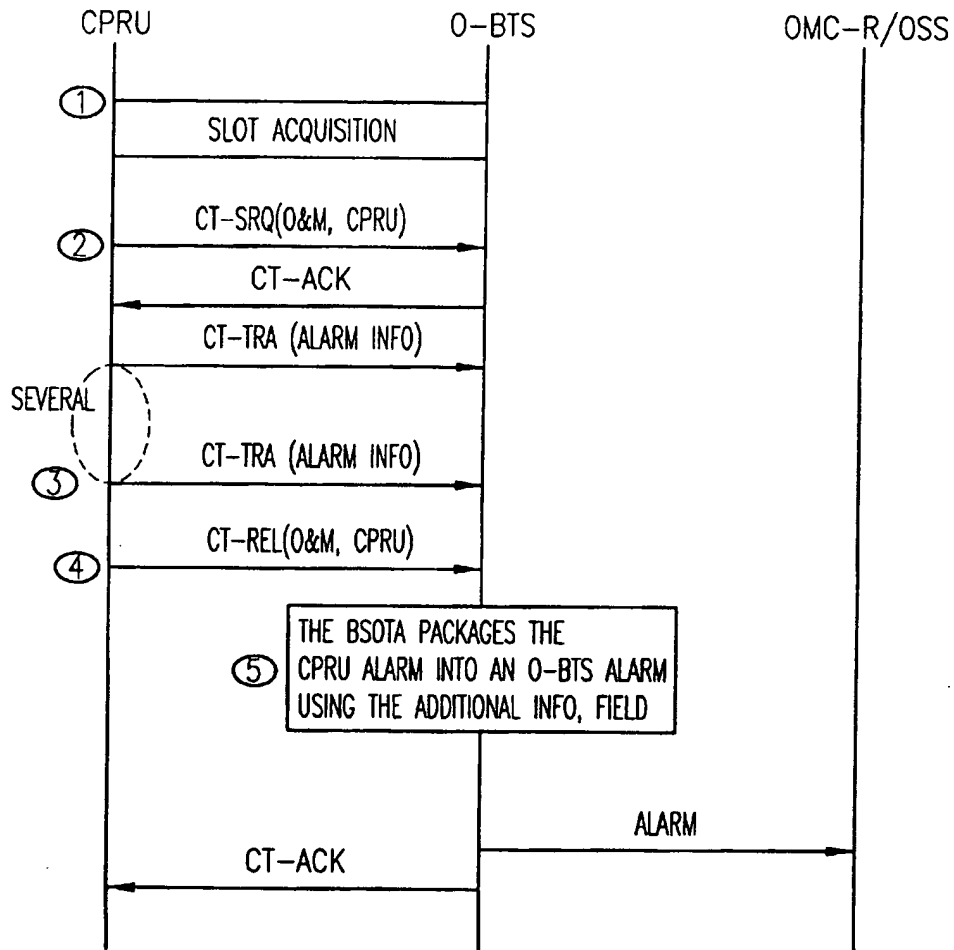 CPRU O-BTS OMC-R/OSS
1
SLOT ACQUISITION
CT-SRQ(O&M, CPRU)
2
CT-ACK
CT-TRA (ALARM INFO)
SEVERAL
CT-TRA (ALARM INFO)
3
CT-REL(O&M, CPRU)
4
THE BSOTA PACKAGES THE
5 CPRU ALARM INTO AN O-BTS ALARM
USING THE ADDITIONAL INFO, FIELD
ALARM
CT-ACK